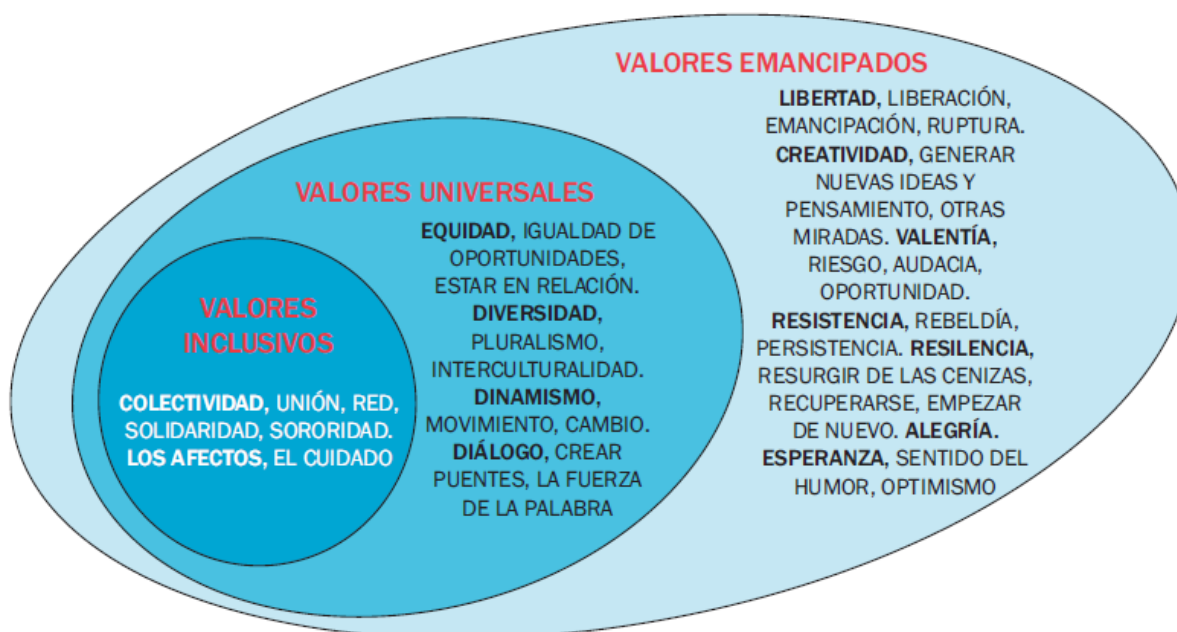 VALORES EMANCIPADOS
LIBERTAD, LIBERACIÓN,
EMANCIPACIÓN, RUPTURA.
CREATIVIDAD, GENERAR
NUEVAS IDEAS Y
PENSAMIENTO, OTRAS
MIRADAS. VALENTÍA,
RIESGO, AUDACIA,
OPORTUNIDAD.
RESISTENCIA, REBELDÍA,
PERSISTENCIA. RESILENCIA,
RESURGIR DE LAS CENIZAS,
RECUPERARSE, EMPEZAR
DE NUEVO. ALEGRÍA.
ESPERANZA, SENTIDO DEL
HUMOR, OPTIMISMO
VALORES UNIVERSALES
EQUIDAD, IGUALDAD DE
OPORTUNIDADES,
ESTAR EN RELACIÓN.
DIVERSIDAD,
PLURALISMO,
INTERCULTURALIDAD.
DINAMISMO,
MOVIMIENTO, CAMBIO.
DIÁLOGO, CREAR
PUENTES, LA FUERZA
DE LA PALABRA
VALORES
INCLUSIVOS
COLECTIVIDAD, UNIÓN, RED,
SOLIDARIDAD, SORORIDAD.
LOS AFECTOS, EL CUIDADO